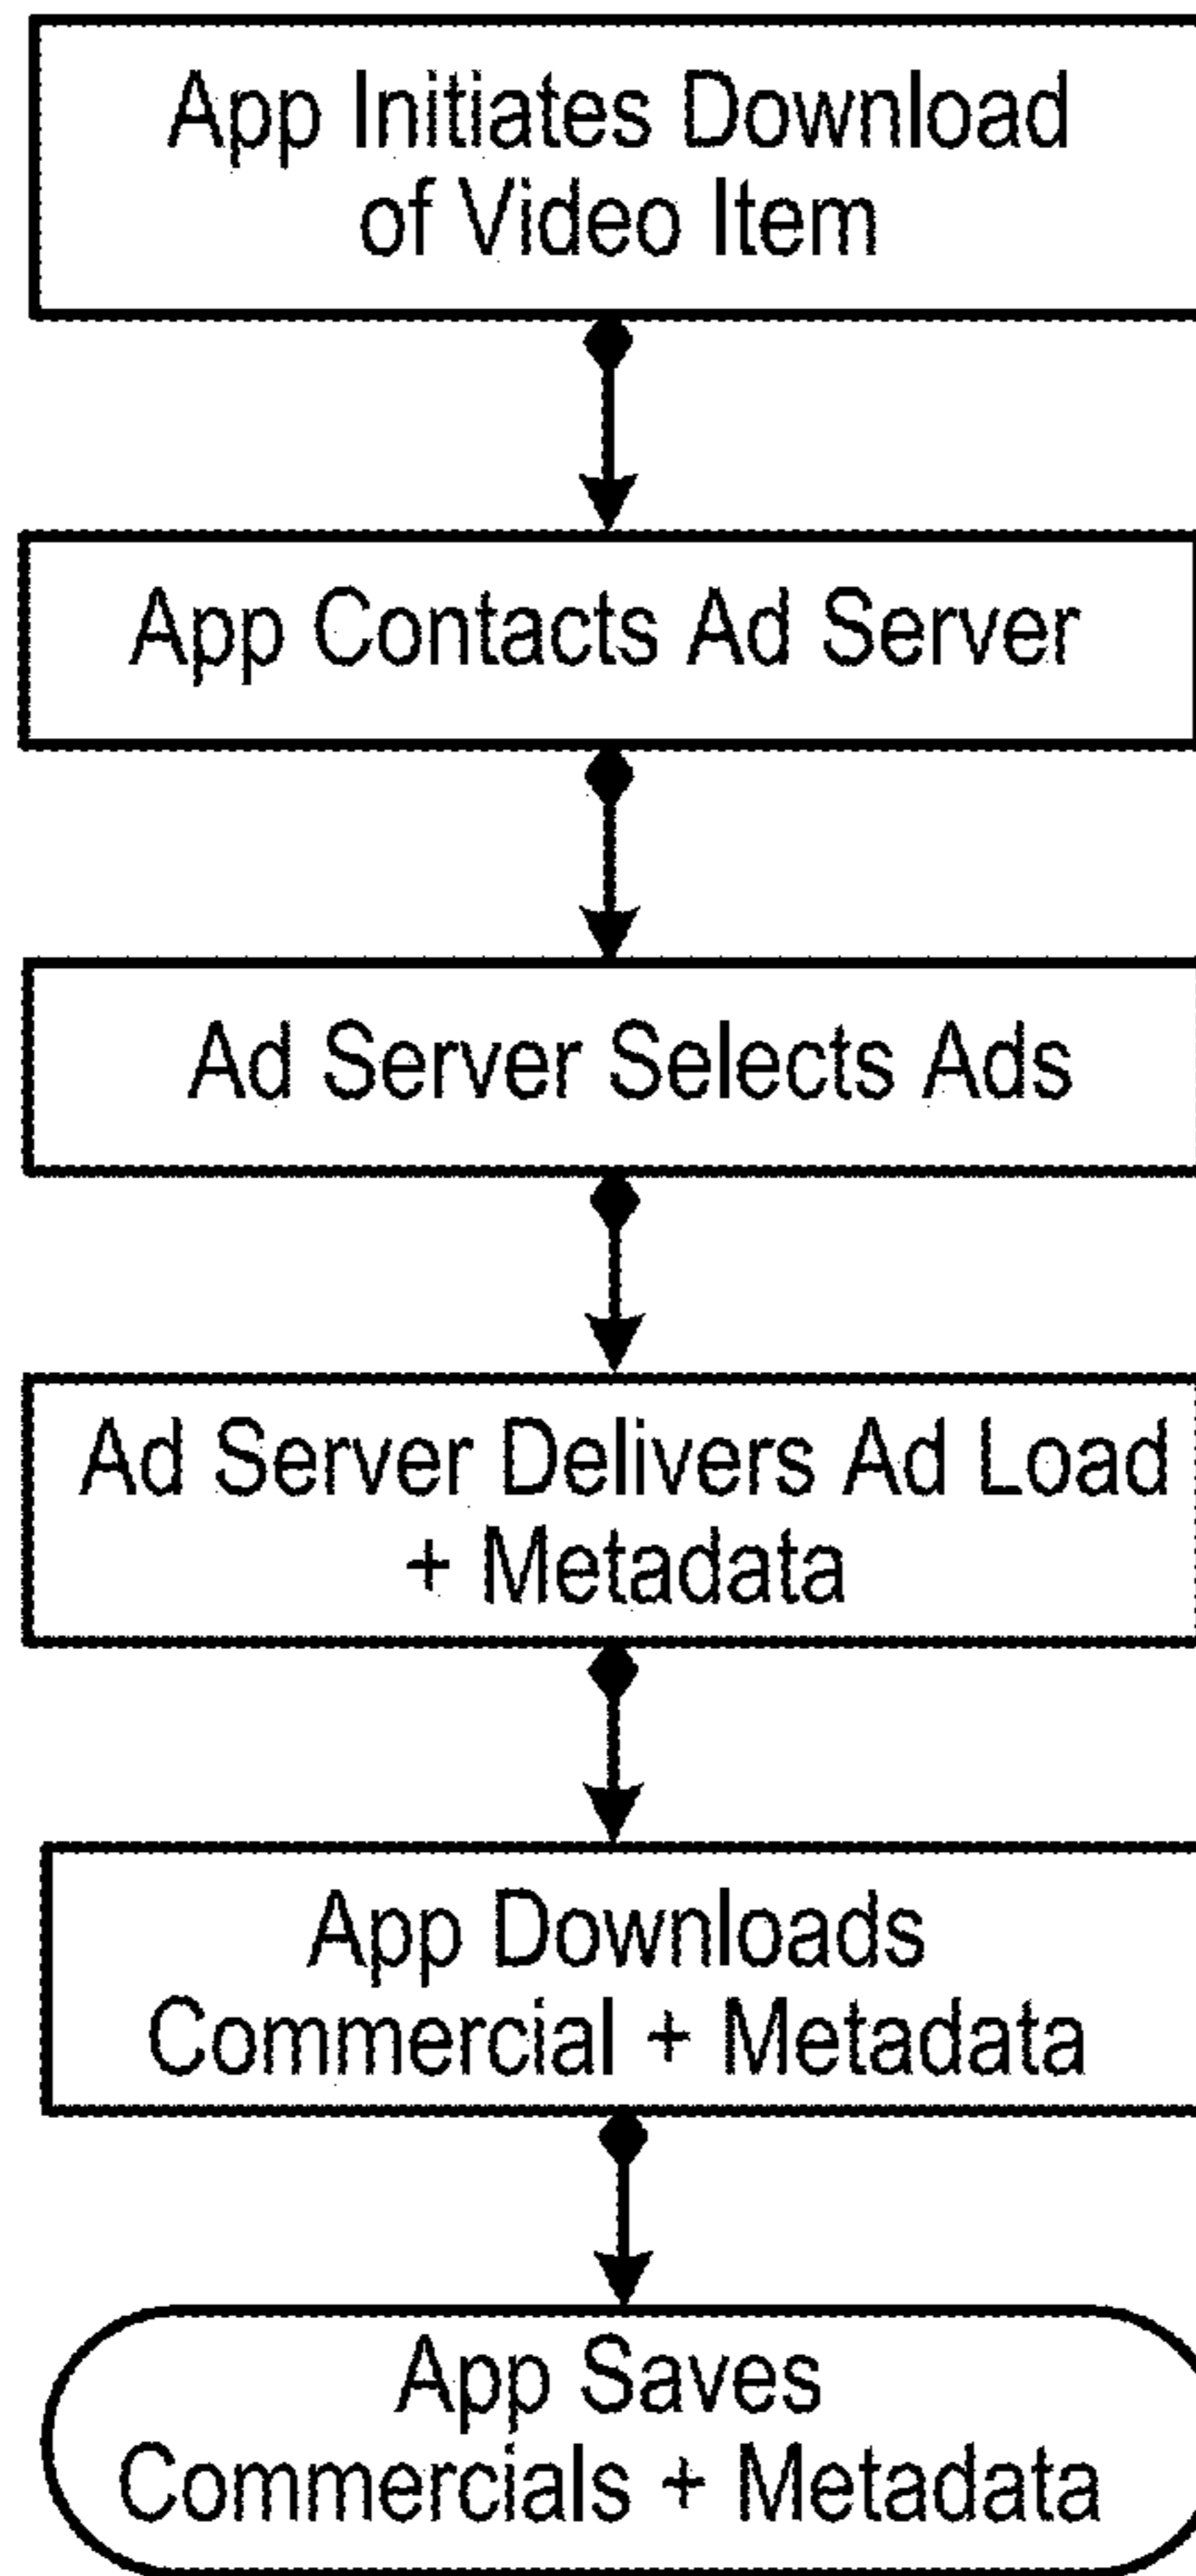 App Initiates Download
of Video Item
App Contacts Ad Server
Ad Server Selects Ads
Ad Server Delivers Ad Load
+ Metadata
App Downloads
Commercial + Metadata
App Saves
Commercials + Metadata